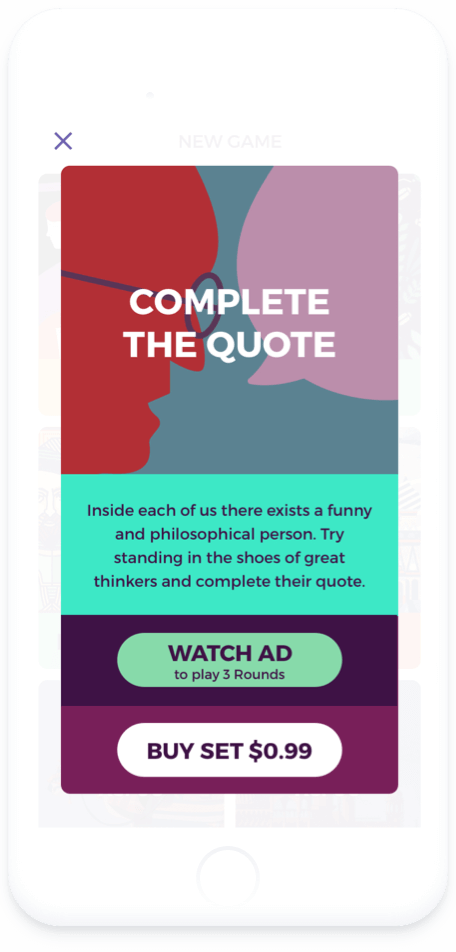 NEW GAME
COMPLETE
THE QUOTE
Inside each of us there exists a funny
and philosophical person. Try
standing in the shoes of great
thinkers and complete their quote.
WATCH AD
to play 3 Rounds
BUY SET $0.99